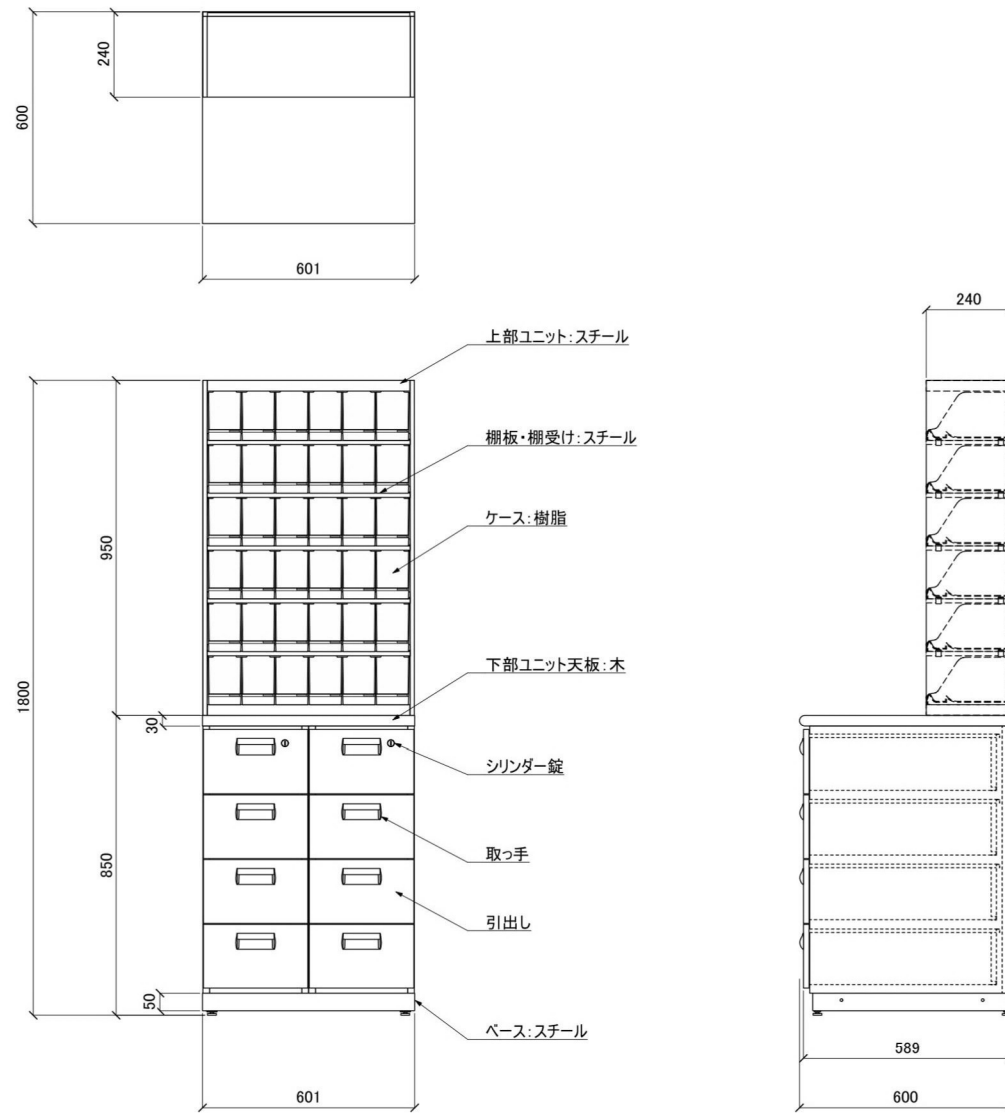 240
600
601
240
上部ユニット:スチール
棚板・棚受け:スチール
ケース:樹脂
950
1800
下部ユニット天板:木
30
シリンダー錠
取っ手
850
引出し
50
ベース:スチール
589
601
600